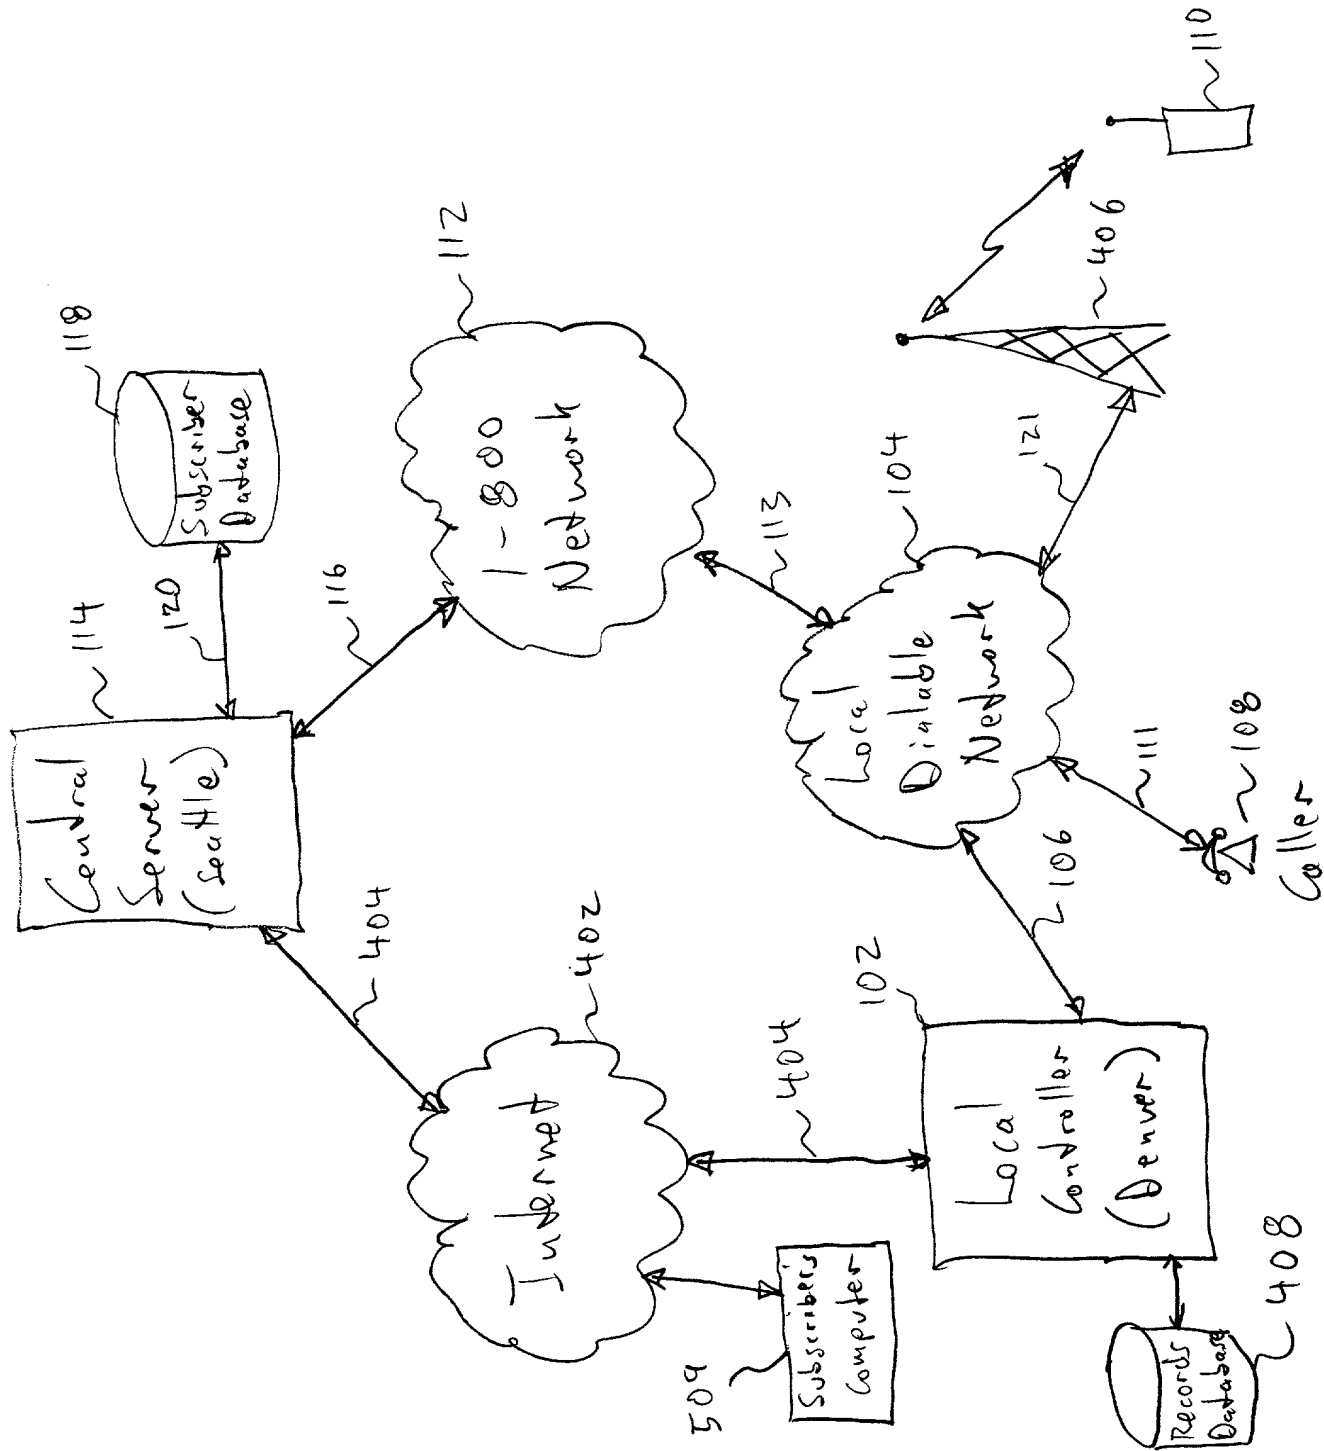 118
Subscriber
Database
120
114
Central
Server
(Seattle)
116
112
1-800
Network
404
402
Internet
404
113
104
Local
Dialable
Network
121
406
110
111
108
Caller
106
102
Local
Controller
(Denver)
509
Subscriber's
Computer
Records
Database
408